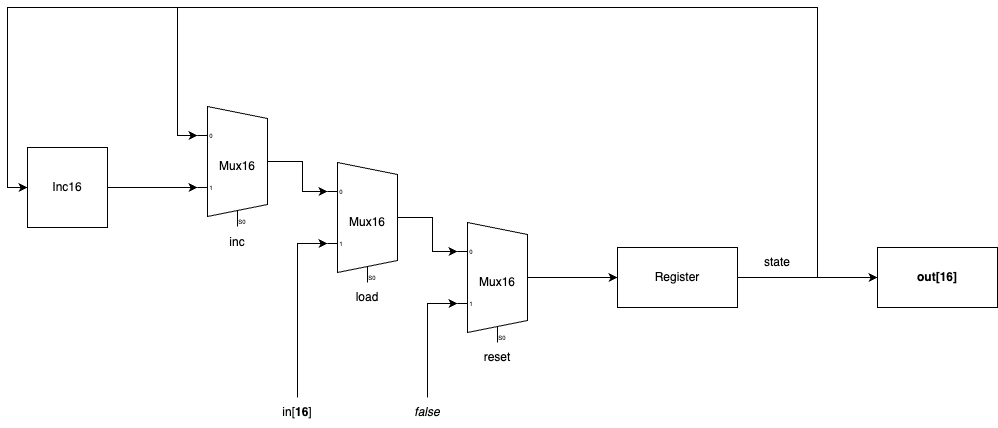 0
Mux16
Inc16
1
S0
inc
0
Mux16
1
S0
load
0
Mux16
1
S0
reset
Register
state
out[16]
in[16]
false